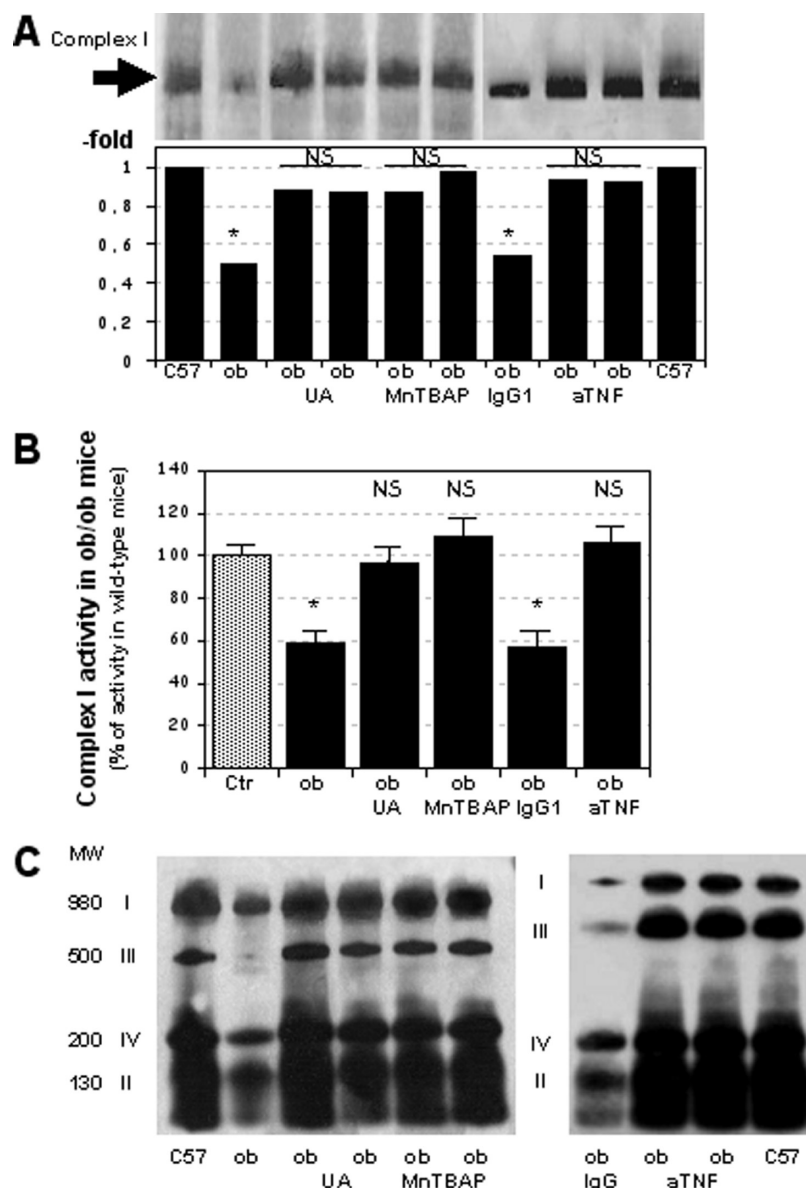 A
Complex I
-fold
NS NS NS
1
0,8
0,6
0,4
0,2
0
* *
C57 ob ob ob ob ob ob ob ob C57
UA MnTBAP IgG1 aTNF
B
Complex I activity in ob/ob mice
(% of activity in wild-type mice)
140
120
100
80
60
40
20
0
NS NS NS
* *
Ctr ob ob ob ob ob
UA MnTBAP IgG1 aTNF
C
MW
980 I
500 III
200 IV
130 II
I
III
IV
II
C57 ob ob ob ob ob
UA MnTBAP
ob ob ob C57
IgG aTNF